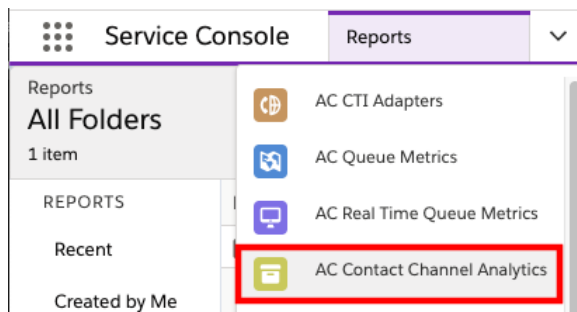 Service Console
Reports
Reports
All Folders
1 item
REPORTS
Recent
Created by Me
AC CTI Adapters
AC Queue Metrics
AC Real Time Queue Metrics
AC Contact Channel Analytics